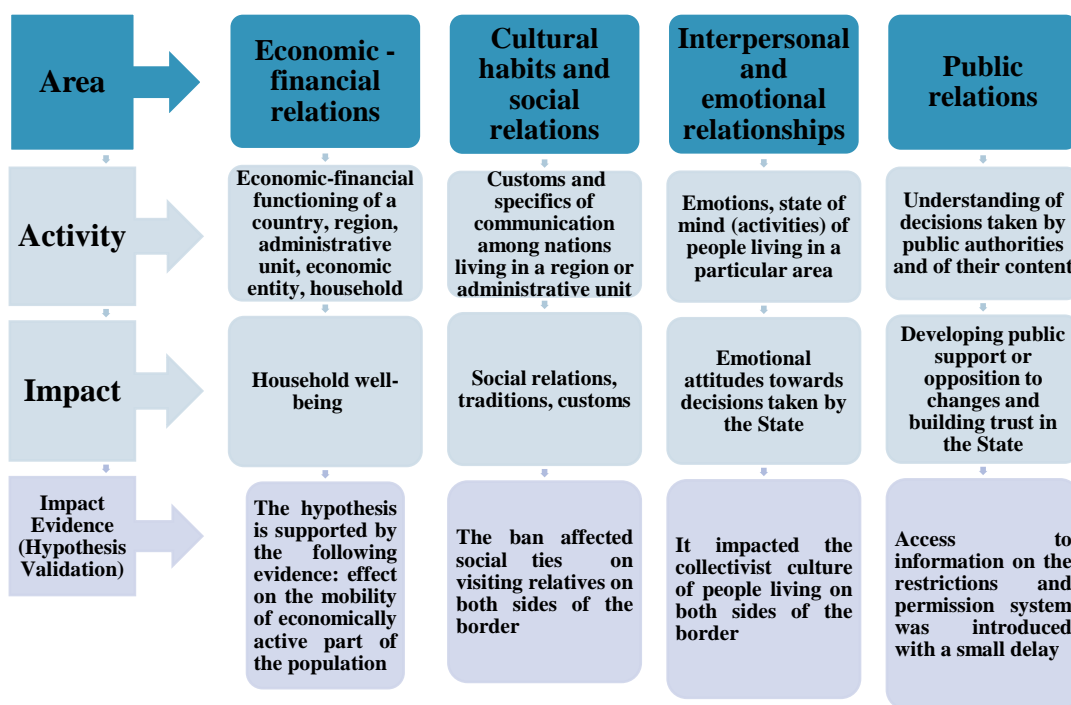 Area
Economic -
financial
relations
Cultural
habits and
social
relations
Interpersonal
and
emotional
relationships
Public
relations
Activity
Economic-financial
functioning of a
country, region,
administrative
unit, economic
entity, household
Customs and
specifics of
communication
among nations
living in a region or
administrative unit
Emotions, state of
mind (activities) of
people living in a
particular area
Understanding of
decisions taken by
public authorities
and of their content
Impact
Household well-
being
Social relations,
traditions, customs
Emotional
attitudes towards
decisions taken by
the State
Developing public
support or
opposition to
changes and
building trust in
the State
Impact
Evidence
(Hypothesis
Validation)
The hypothesis
is supported by
the following
evidence: effect
on the mobility
of economically
active part of
the population
The ban affected
social ties on
visiting relatives on
both sides of the
border
It impacted the
collectivist culture
of people living on
both sides of the
border
Access to
information on the
restrictions and
permission system
was introduced
with a small delay